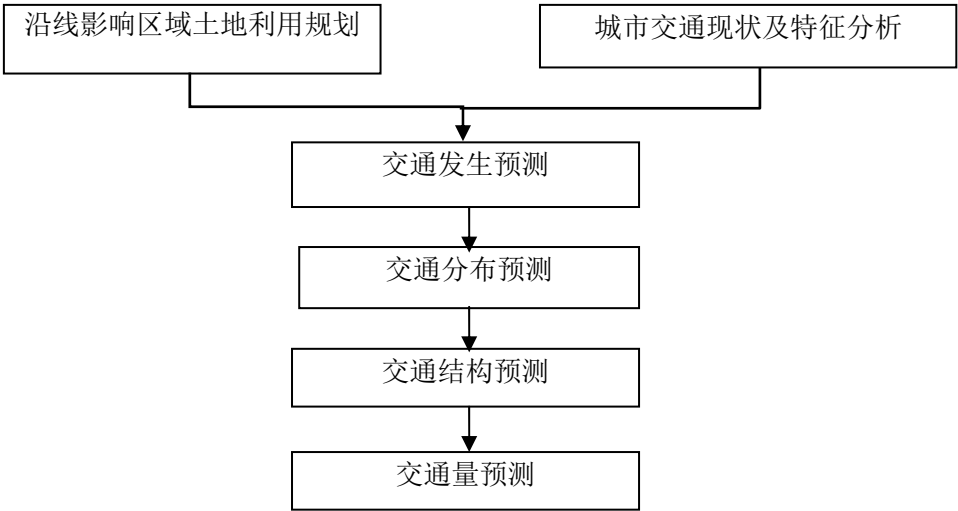 沿线影响区域土地利用规划
城市交通现状及特征分析
交通发生预测
交通分布预测
交通结构预测
交通量预测